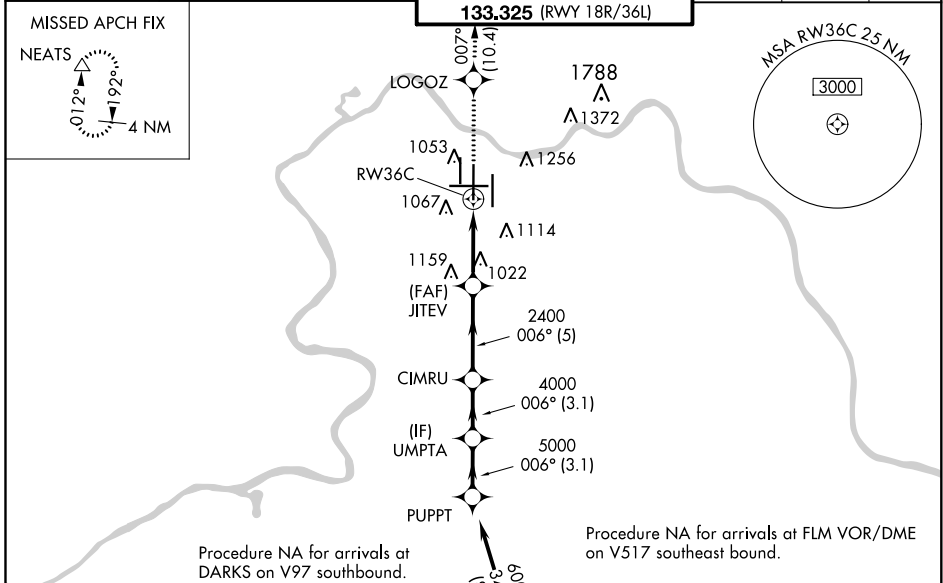 133.325 (RWY 18R/36L)
MISSED APCH FIX
NEATS
012°
192°
4 NM
007°
(10.4)
LOGOZ
1788
1372
MSA RW36C 25 NM
3000
1053
1256
RW36C
1067
1114
1159
1022
(FAF)
JITEV
2400
006° (5)
CIMRU
4000
006° (3.1)
(IF)
UMPTA
5000
006° (3.1)
PUPPT
Procedure NA for arrivals at
DARKS on V97 southbound.
Procedure NA for arrivals at FLM VOR/DME
on V517 southeast bound.